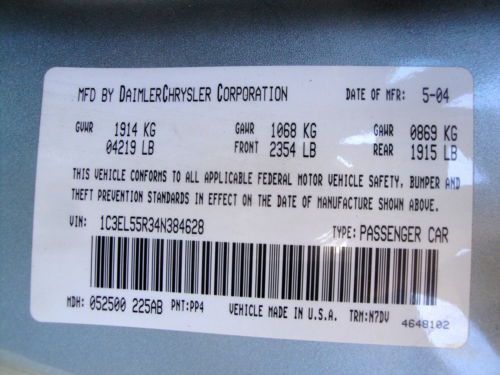 MFD BY DAIMLERCHRYSLER CORPORATION DATE OF MFR: 5-04
GVWR 1914 KG GAWR 1068 KG GAWR 0869 KG
04219 LB FRONT 2354 LB REAR 1915 LB
THIS VEHICLE CONFORMS TO ALL APPLICABLE FEDERAL MOTOR VEHICLE SAFETY, BUMPER AND
THEFT PREVENTION STANDARDS IN EFFECT ON THE DATE OF MANUFACTURE SHOWN ABOVE.
VIN: 1C3EL55R34N384628 TYPE: PASSENGER CAR
MDH: 052500 225AB PNT:PP4 VEHICLE MADE IN U.S.A. TRM:N7DV
4648102